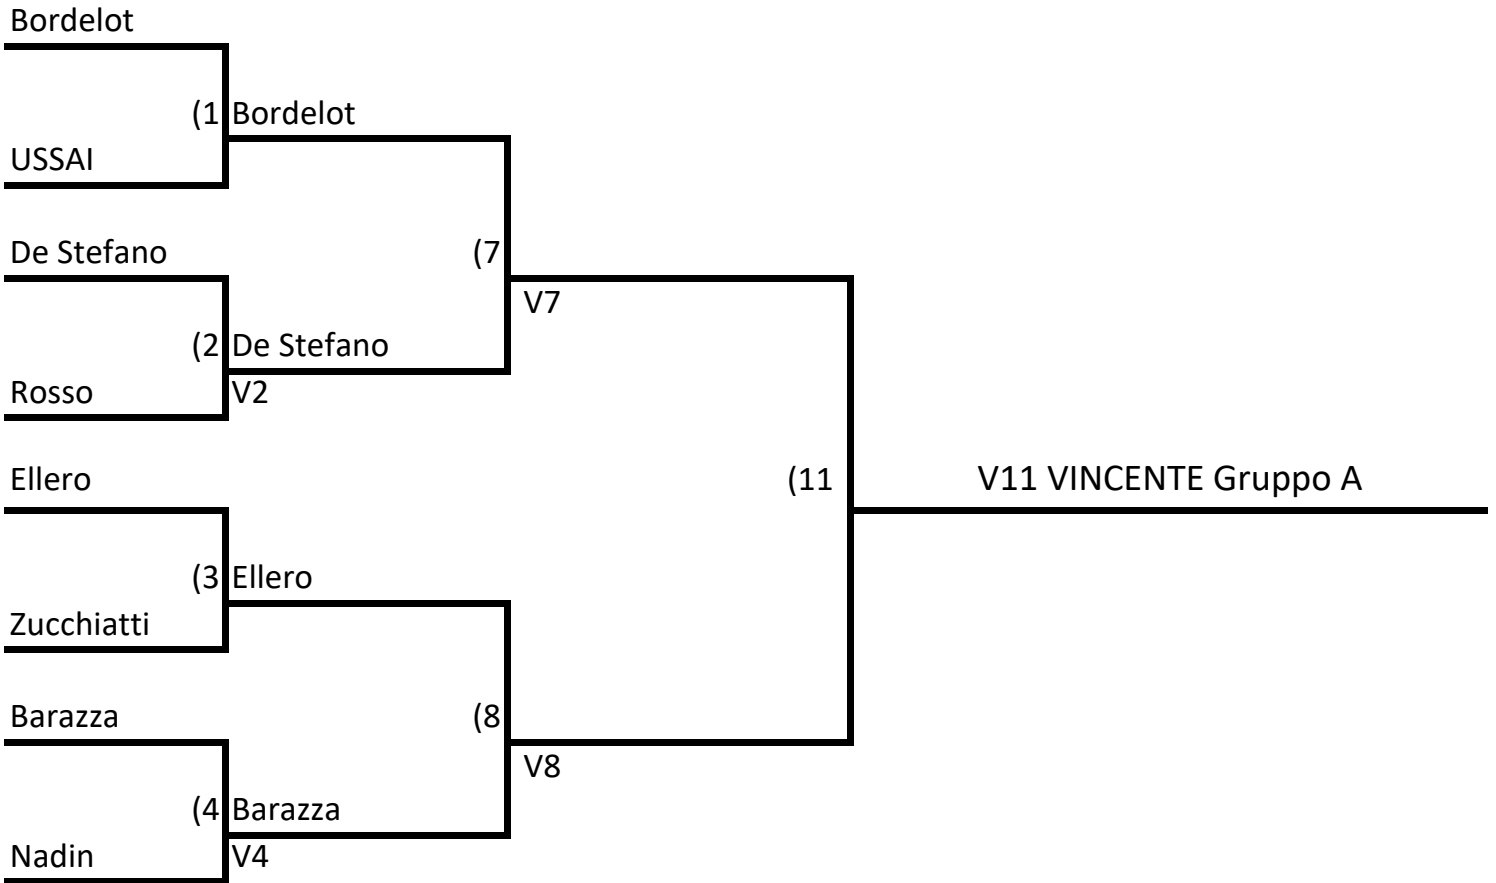 Bordelot
(1 Bordelot
USSAI
De Stefano
(7
V7
(2 De Stefano
Rosso
V2
Ellero
(11
V11 VINCENTE Gruppo A
(3 Ellero
Zucchiatti
Barazza
(8
V8
(4 Barazza
Nadin
V4